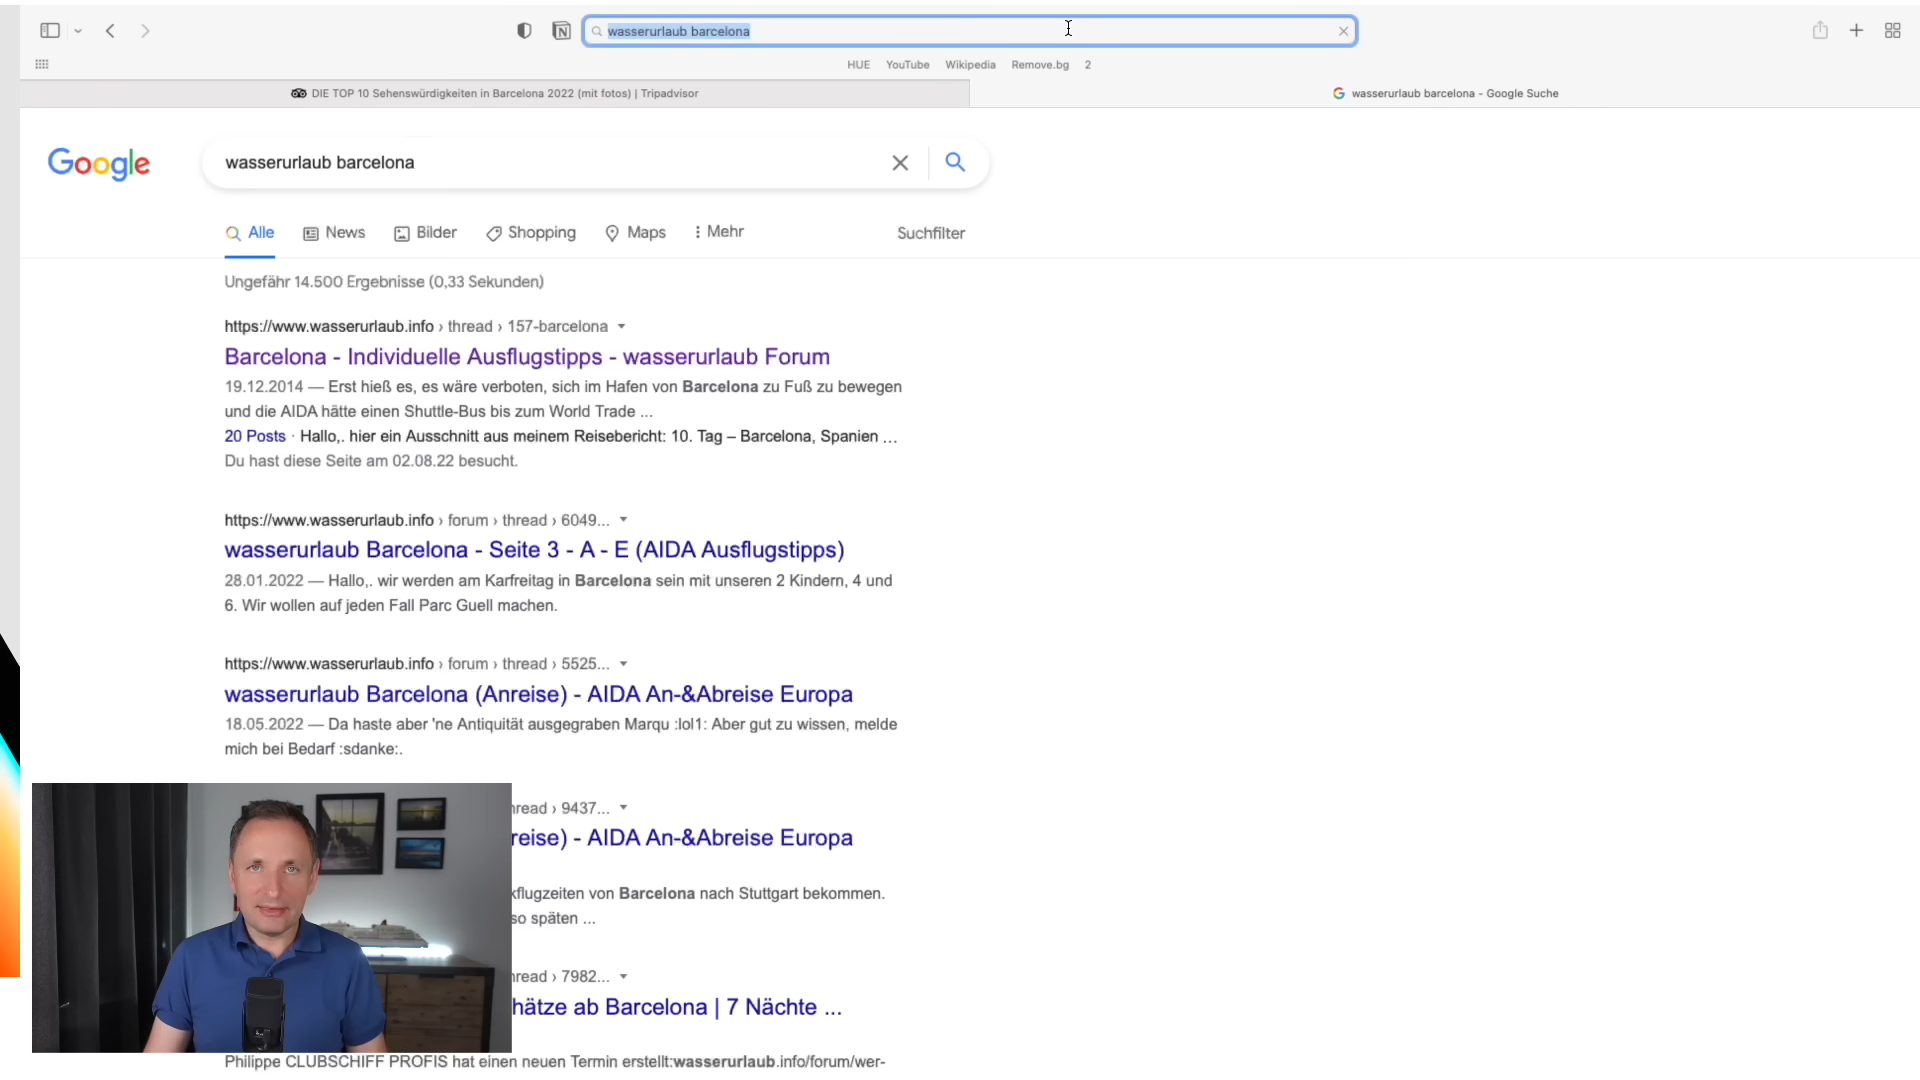 wasserurlaub barcelona
HUE YouTube Wikipedia Remove.bg 2
DIE TOP 10 Sehenswürdigkeiten in Barcelona 2022 (mit fotos) | Tripadvisor
wasserurlaub barcelona - Google Suche
Google
wasserurlaub barcelona
Alle News Bilder Shopping Maps Mehr Suchfilter
Ungefähr 14.500 Ergebnisse (0,33 Sekunden)
https://www.wasserurlaub.info › thread › 157-barcelona
Barcelona - Individuelle Ausflugstipps - wasserurlaub Forum
19.12.2014 — Erst hieß es, es wäre verboten, sich im Hafen von Barcelona zu Fuß zu bewegen
und die AIDA hätte einen Shuttle-Bus bis zum World Trade ...
20 Posts · Hallo,. hier ein Ausschnitt aus meinem Reisebericht: 10. Tag – Barcelona, Spanien ...
Du hast diese Seite am 02.08.22 besucht.
https://www.wasserurlaub.info › forum › thread › 6049...
wasserurlaub Barcelona - Seite 3 - A - E (AIDA Ausflugstipps)
28.01.2022 — Hallo,. wir werden am Karfreitag in Barcelona sein mit unseren 2 Kindern, 4 und
6. Wir wollen auf jeden Fall Parc Guell machen.
https://www.wasserurlaub.info › forum › thread › 5525...
wasserurlaub Barcelona (Anreise) - AIDA An-&Abreise Europa
18.05.2022 — Da haste aber 'ne Antiquität ausgegraben Marqu :lol1: Aber gut zu wissen, melde
mich bei Bedarf :sdanke:.
hread › 9437...
reise) - AIDA An-&Abreise Europa
kflugzeiten von Barcelona nach Stuttgart bekommen.
so späten ...
hread › 7982...
hätze ab Barcelona | 7 Nächte ...
Philippe CLUBSCHIFF PROFIS hat einen neuen Termin erstellt:wasserurlaub.info/forum/wer-